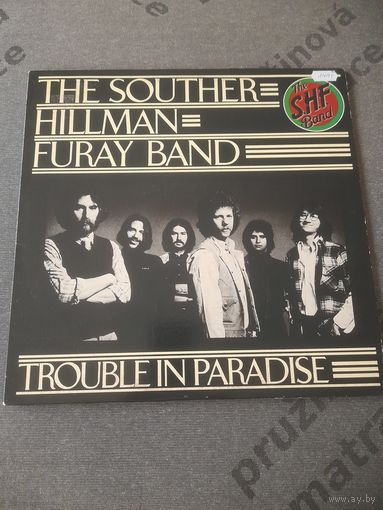 THE SOUTHER
HILLMAN
FURAY BAND
The
SHF
Band
TROUBLE IN PARADISE
www.ay.by